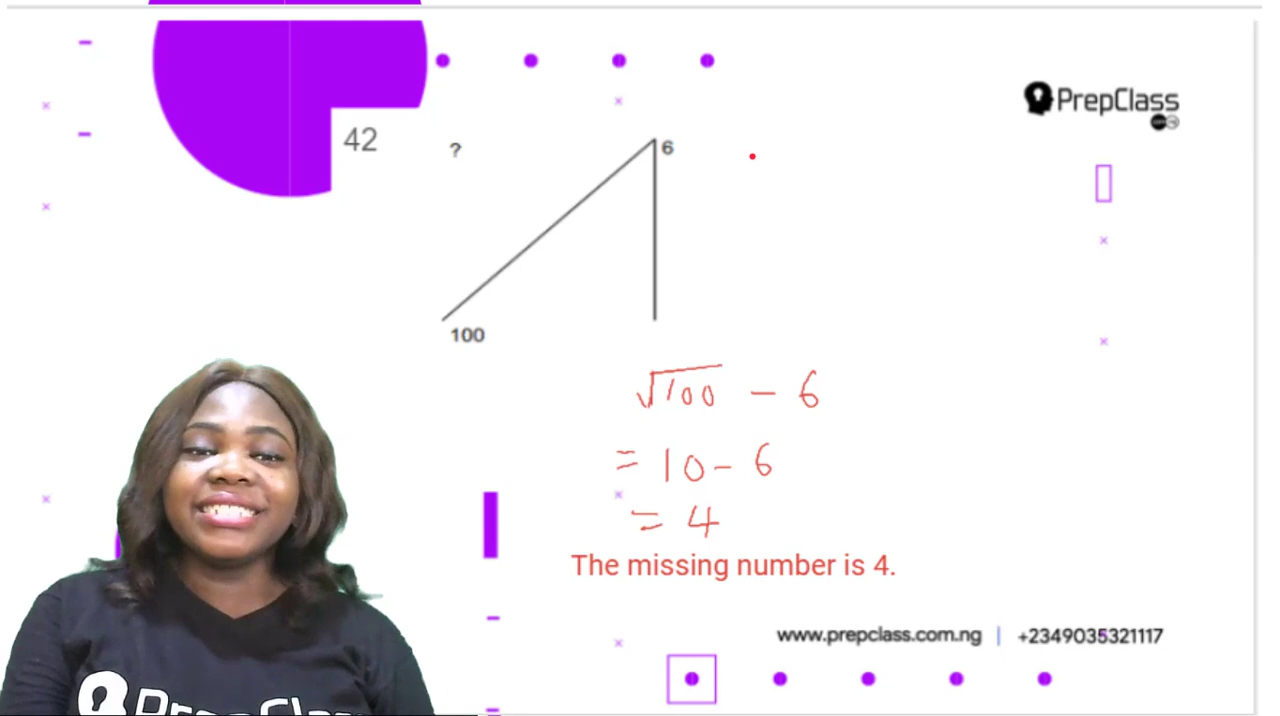 PrepClass
42
?
6
100
√100 - 6
= 10 - 6
= 4
The missing number is 4.
www.prepclass.com.ng | +2349035321117
PrepClass